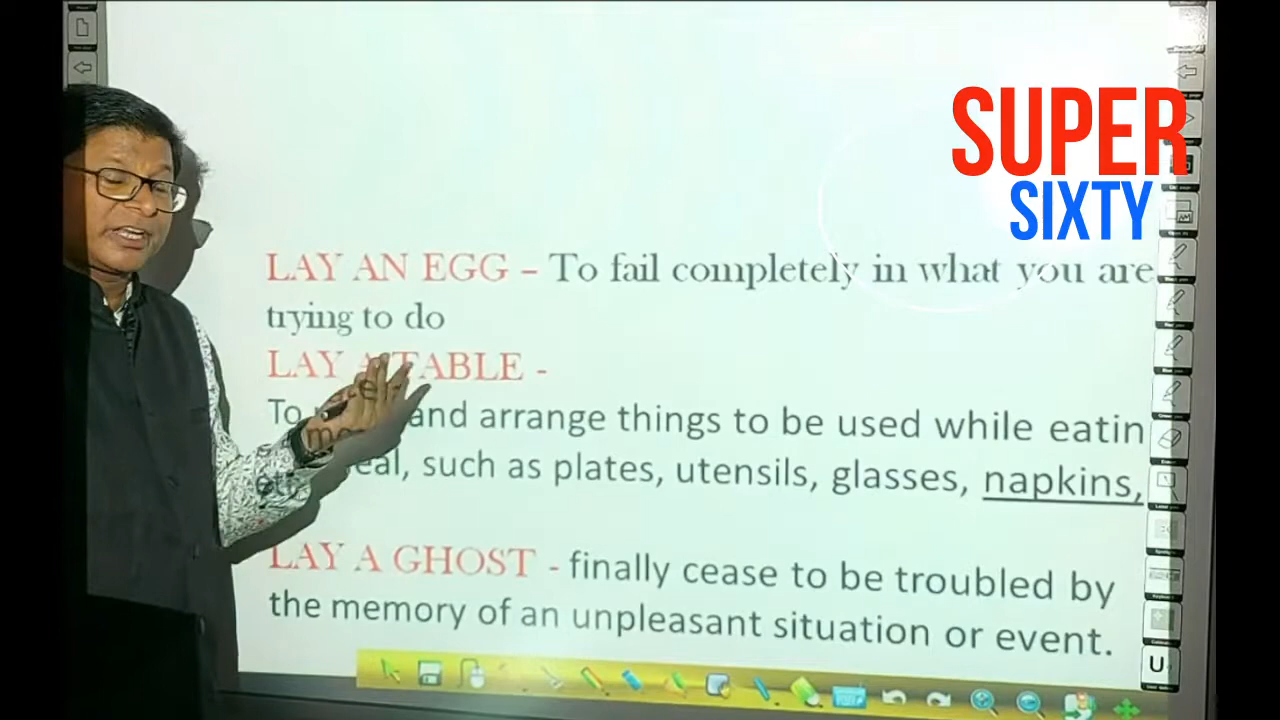 SUPER
SIXTY
LAY AN EGG – To fail completely in what you are
trying to do
LAY A TABLE -
To and arrange things to be used while eatin
meal, such as plates, utensils, glasses, napkins,
LAY A GHOST - finally cease to be troubled by
the memory of an unpleasant situation or event.
U